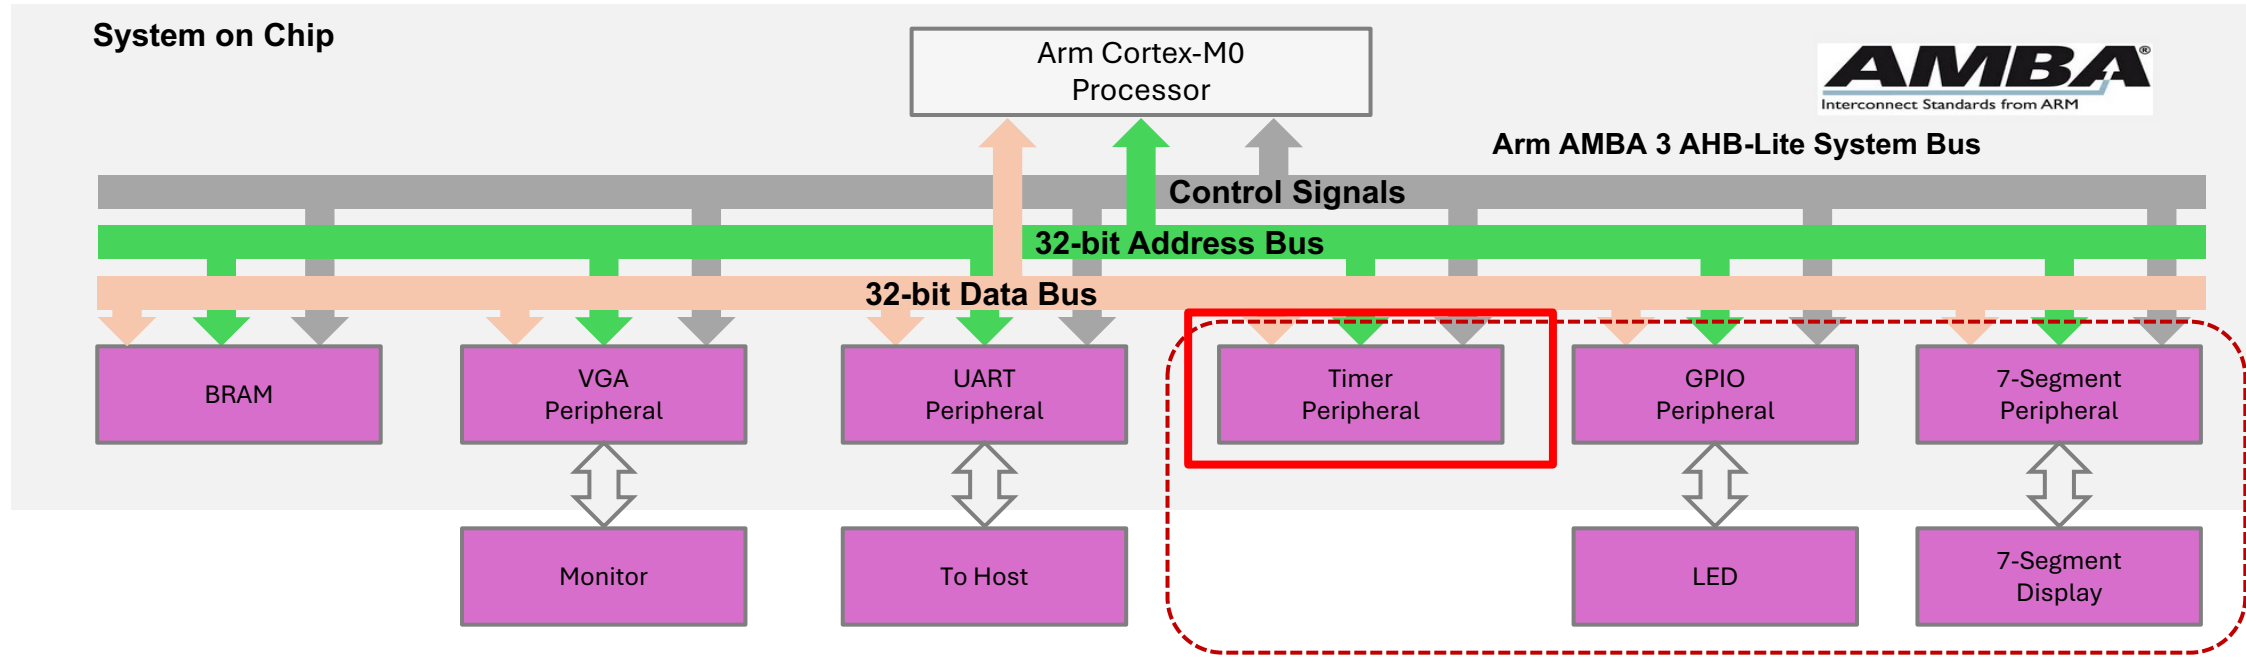 System on Chip
Arm Cortex-M0
Processor
AMBA®
Interconnect Standards from ARM
Arm AMBA 3 AHB-Lite System Bus
Control Signals
32-bit Address Bus
32-bit Data Bus
BRAM
VGA
Peripheral
UART
Peripheral
Timer
Peripheral
GPIO
Peripheral
7-Segment
Peripheral
Monitor
To Host
LED
7-Segment
Display